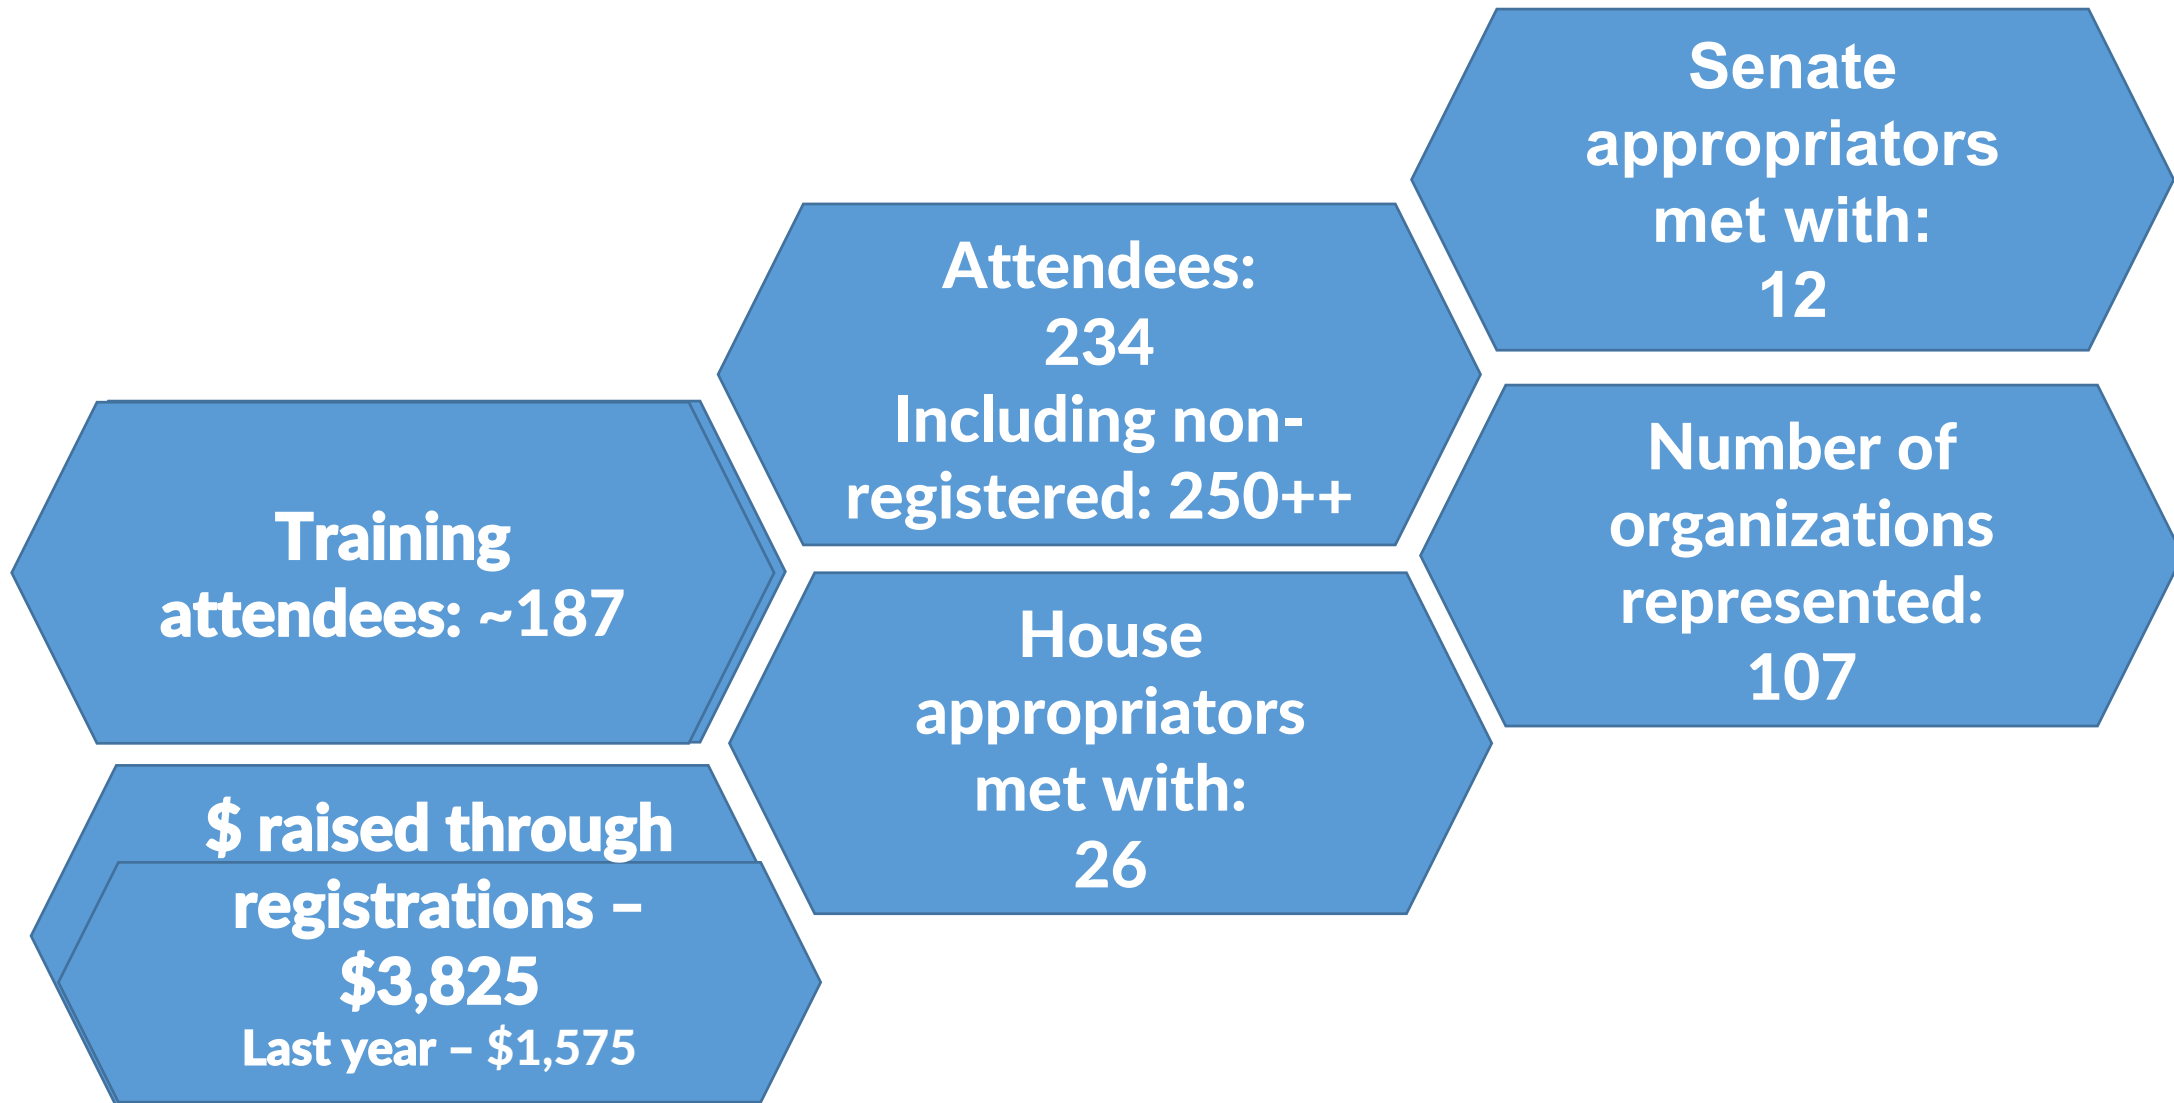 Senate
appropriators
met with:
12
Attendees:
234
Including non-
registered: 250++
Number of
organizations
represented:
107
Training
attendees: ~187
House
appropriators
met with:
26
$ raised through
registrations –
$3,825
Last year – $1,575